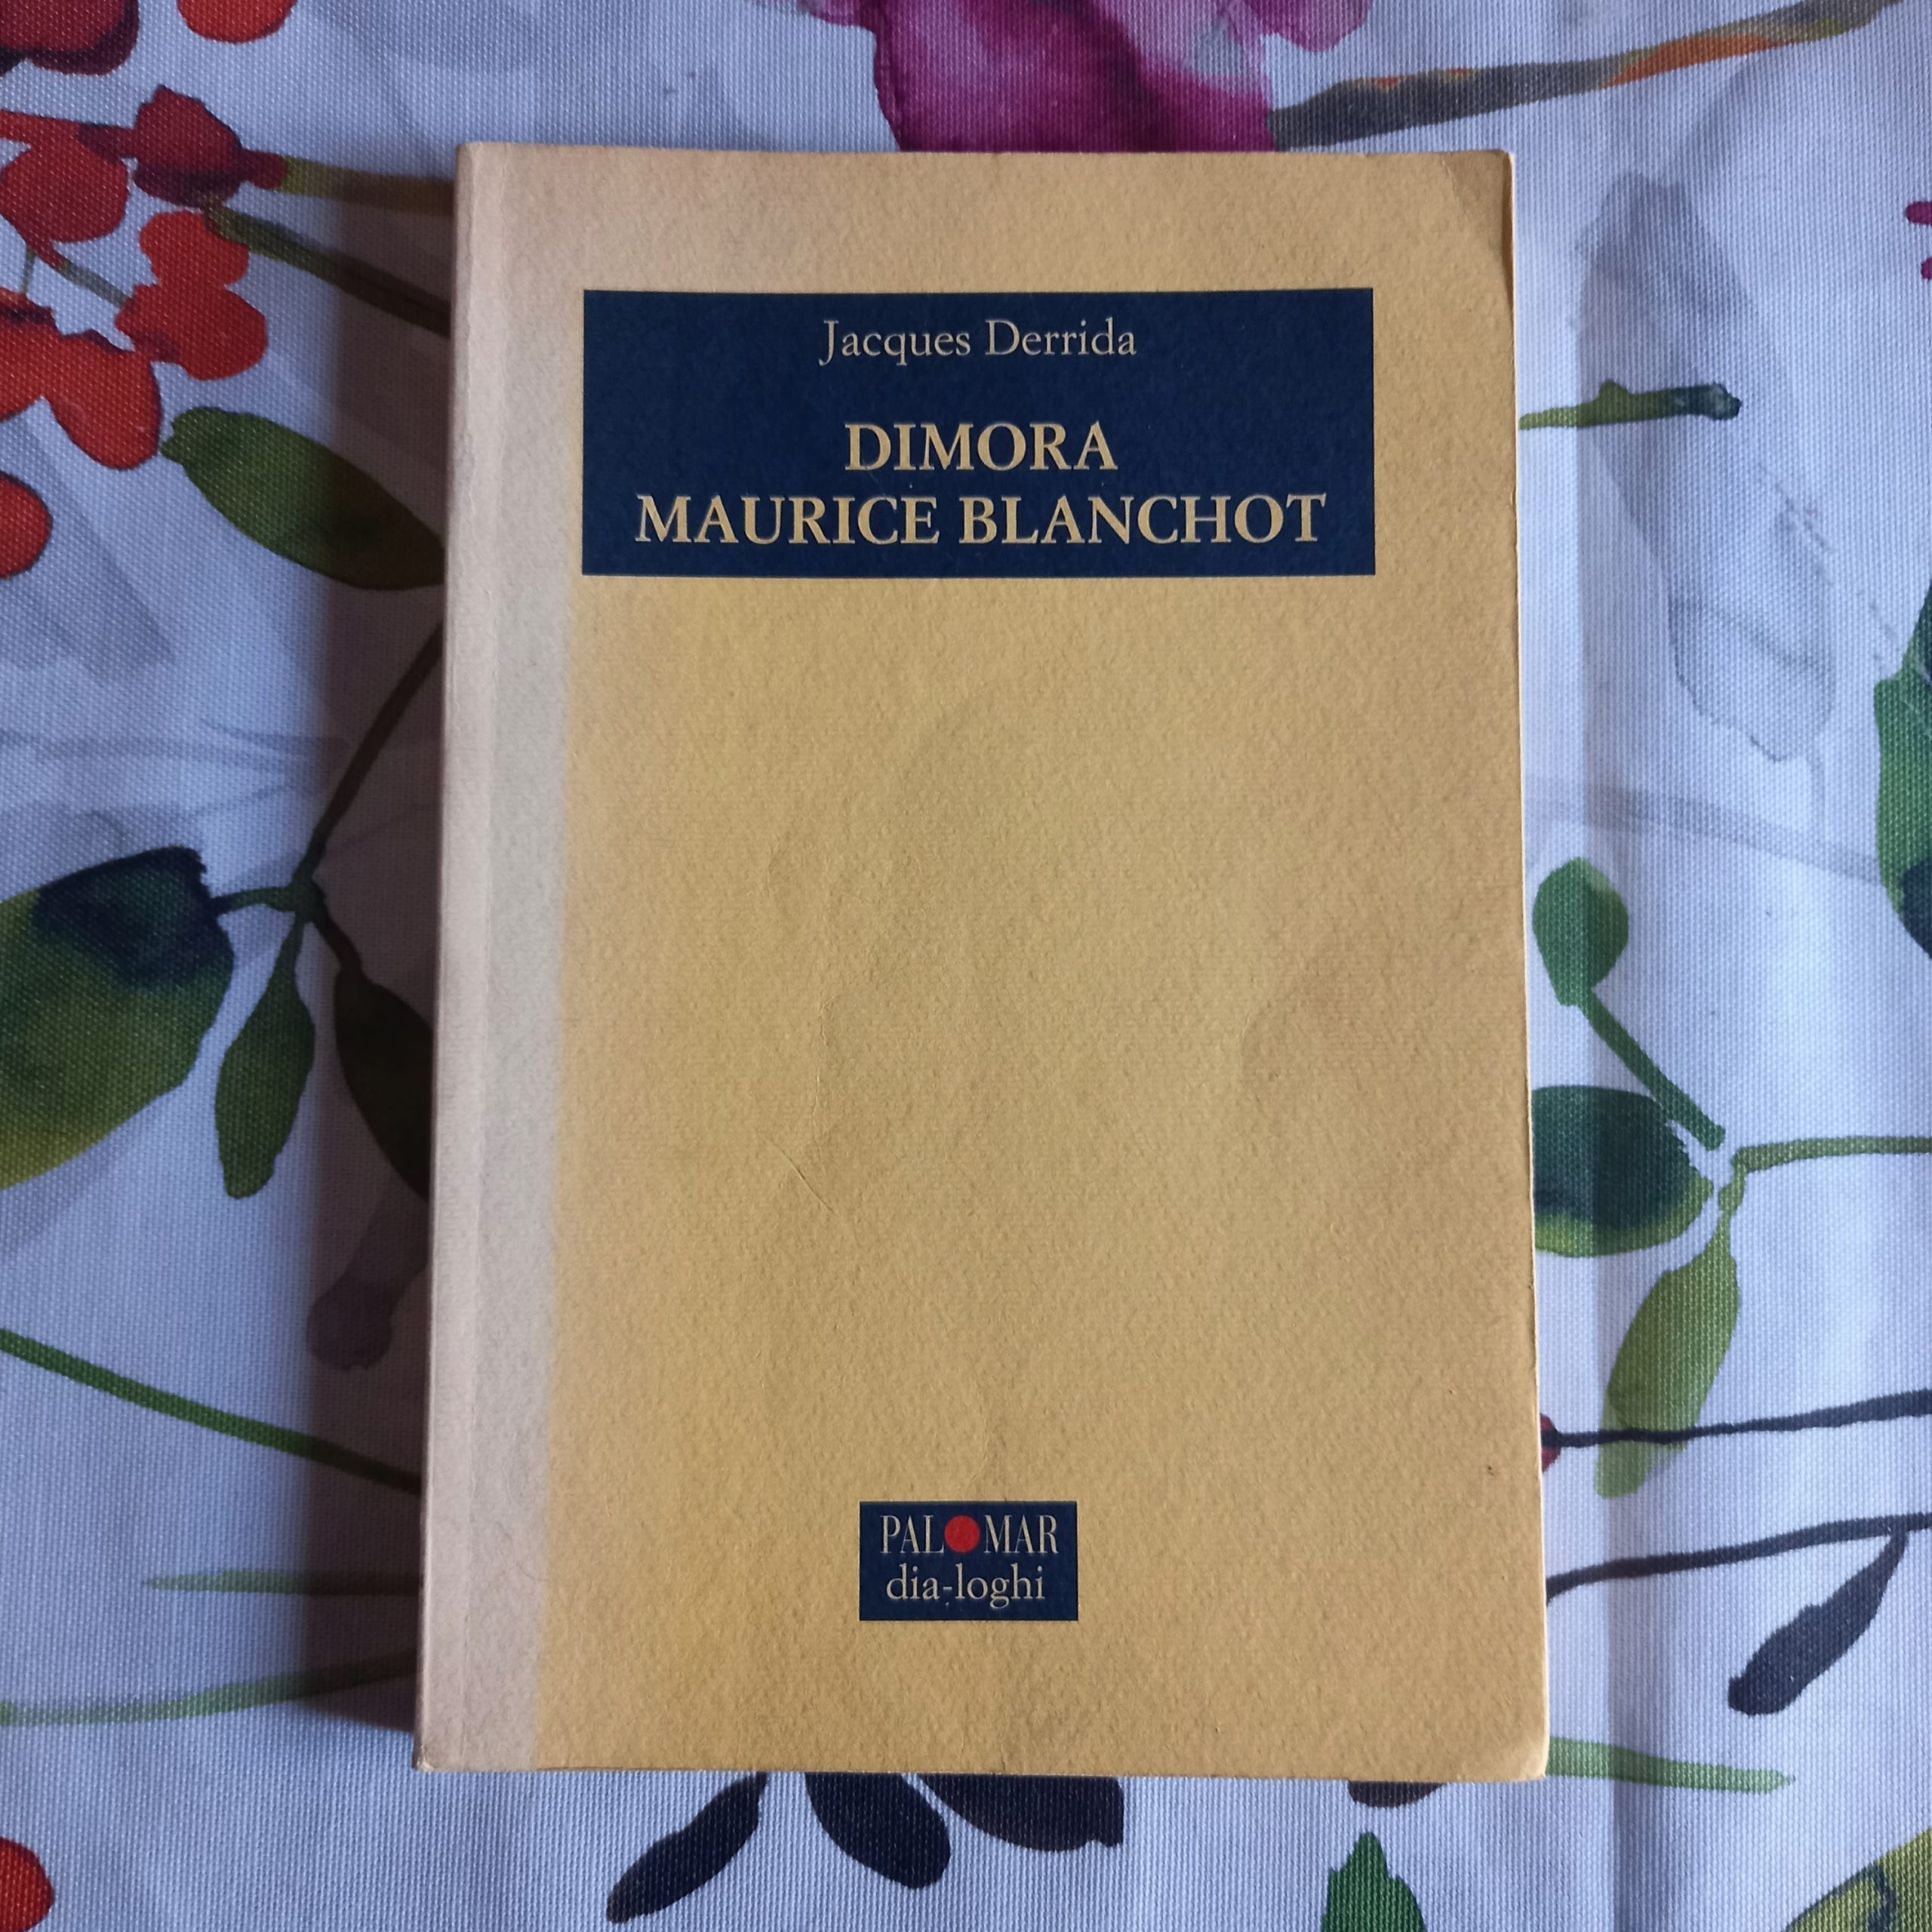 Jacques Derrida
DIMORA
MAURICE BLANCHOT
PALOMAR
dia-loghi